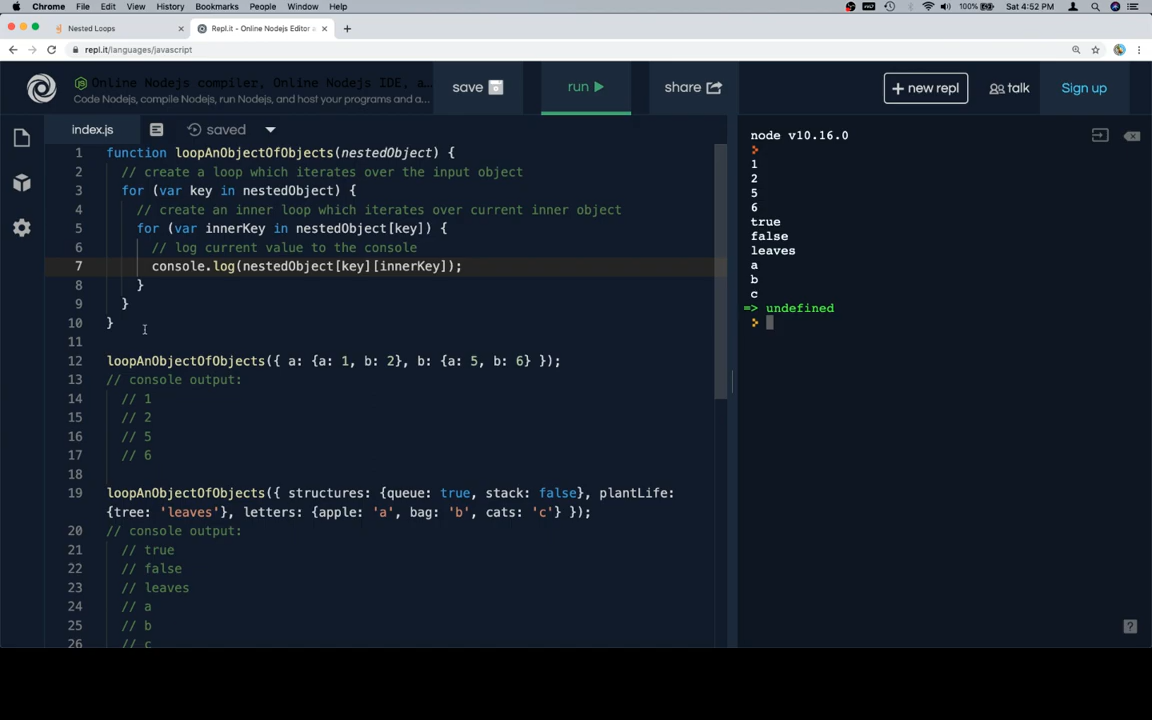 Chrome File Edit View History Bookmarks People Window Help 100% Sat 4:52 PM
Nested Loops × Repl.it - Online Nodejs Editor a × +
repl.it/languages/javascript
Online Nodejs compiler, Online Nodejs IDE, a...
Code Nodejs, compile Nodejs, run Nodejs, and host your programs and a...
save run share + new repl talk Sign up
index.js saved
1 function loopAnObjectOfObjects(nestedObject) {
2 // create a loop which iterates over the input object
3 for (var key in nestedObject) {
4 // create an inner loop which iterates over current inner object
5 for (var innerKey in nestedObject[key]) {
6 // log current value to the console
7 console.log(nestedObject[key][innerKey]);
8 }
9 }
10 }
11
12 loopAnObjectOfObjects({ a: {a: 1, b: 2}, b: {a: 5, b: 6} });
13 // console output:
14 // 1
15 // 2
16 // 5
17 // 6
18
19 loopAnObjectOfObjects({ structures: {queue: true, stack: false}, plantLife:
{tree: 'leaves'}, letters: {apple: 'a', bag: 'b', cats: 'c'} });
20 // console output:
21 // true
22 // false
23 // leaves
24 // a
25 // b
26 // c
node v10.16.0
1
2
5
6
true
false
leaves
a
b
c
=> undefined
?